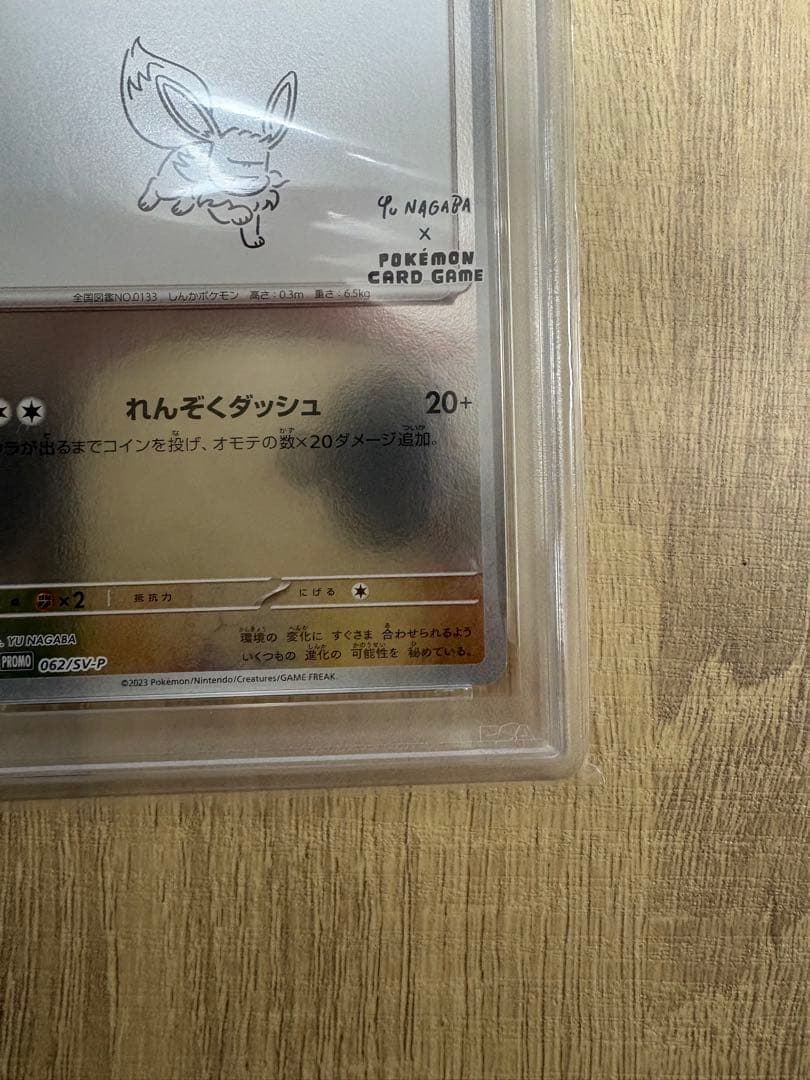 YU NAGABA
×
POKÉMON
CARD GAME
全国図鑑NO.0133 しんかポケモン 高さ:0.3m 重さ:6.5kg
れんぞくダッシュ 20+
ラが出るまでコインを投げ、オモテの数×20ダメージ追加。
×2 抵抗力 にげる
YU NAGABA
環境の 変化に すぐさま 合わせられるよう
いくつもの 進化の 可能性を 秘めている。
PROMO 062/SV-P
©2023 Pokémon/Nintendo/Creatures/GAME FREAK.
PSA